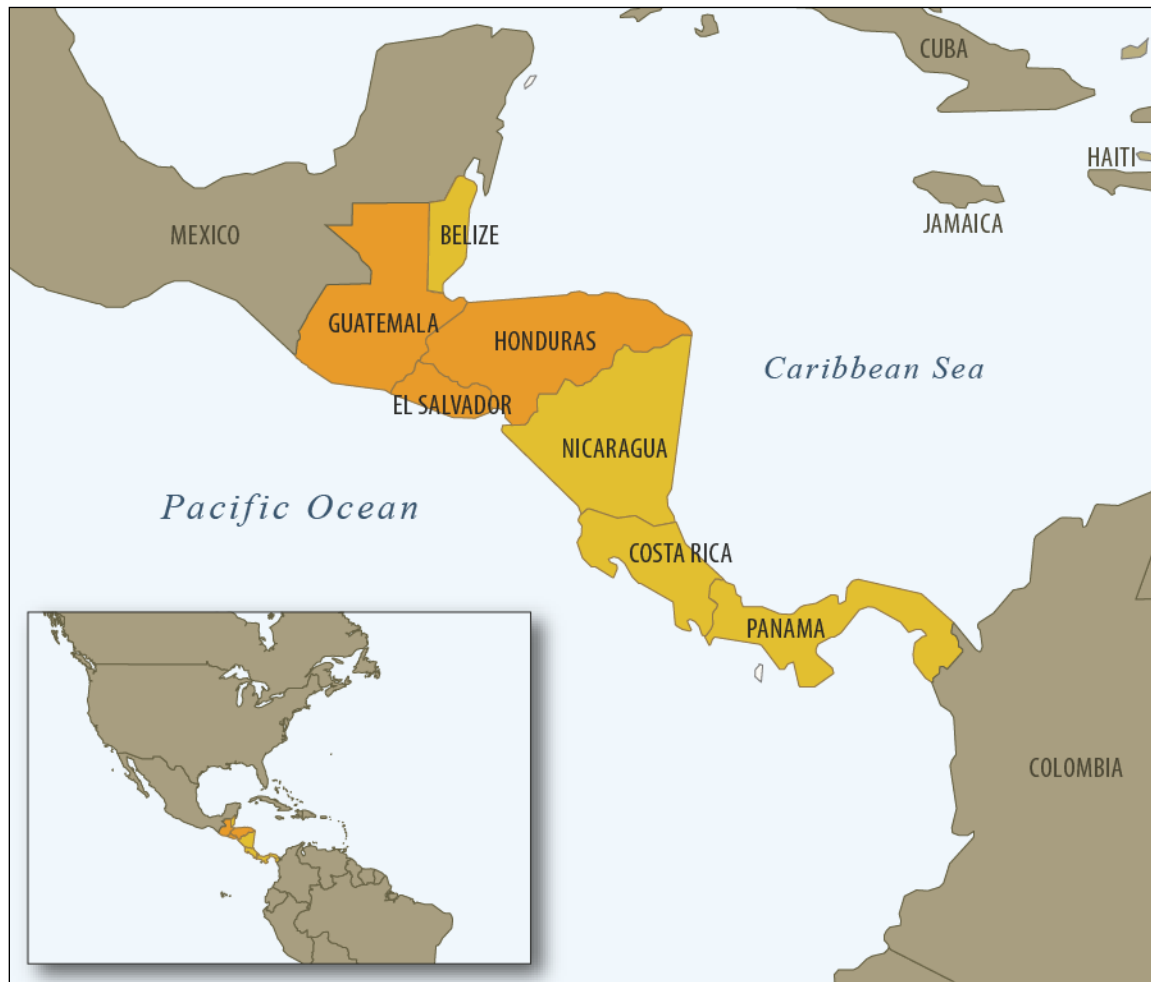 CUBA
HAITI
JAMAICA
MEXICO
BELIZE
GUATEMALA
HONDURAS
Caribbean Sea
EL SALVADOR
NICARAGUA
Pacific Ocean
COSTA RICA
PANAMA
COLOMBIA